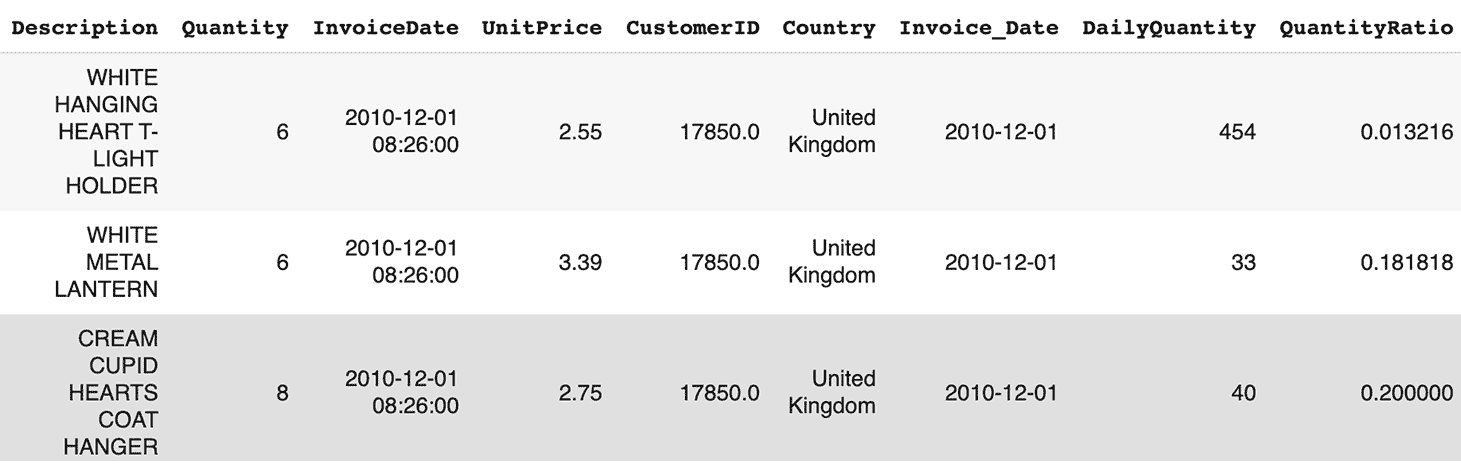 Description Quantity InvoiceDate UnitPrice CustomerID Country Invoice_Date DailyQuantity QuantityRatio
WHITE
HANGING
HEART T-
LIGHT
HOLDER
6
2010-12-01
08:26:00
2.55
17850.0
United
Kingdom
2010-12-01
454
0.013216
WHITE
METAL
LANTERN
6
2010-12-01
08:26:00
3.39
17850.0
United
Kingdom
2010-12-01
33
0.181818
CREAM
CUPID
HEARTS
COAT
HANGER
8
2010-12-01
08:26:00
2.75
17850.0
United
Kingdom
2010-12-01
40
0.200000